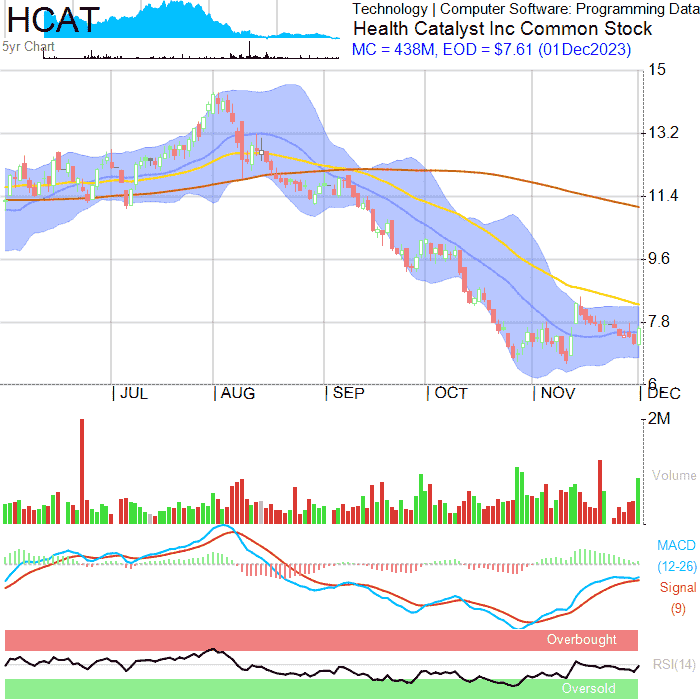 HCAT
5yr Chart
Technology | Computer Software: Programming Data
Health Catalyst Inc Common Stock
MC = 438M, EOD = $7.61 (01Dec2023)
15
13.2
11.4
9.6
7.8
6
JUL AUG SEP OCT NOV DEC
2M
Volume
MACD
(12-26)
Signal
(9)
Overbought
RSI(14)
Oversold